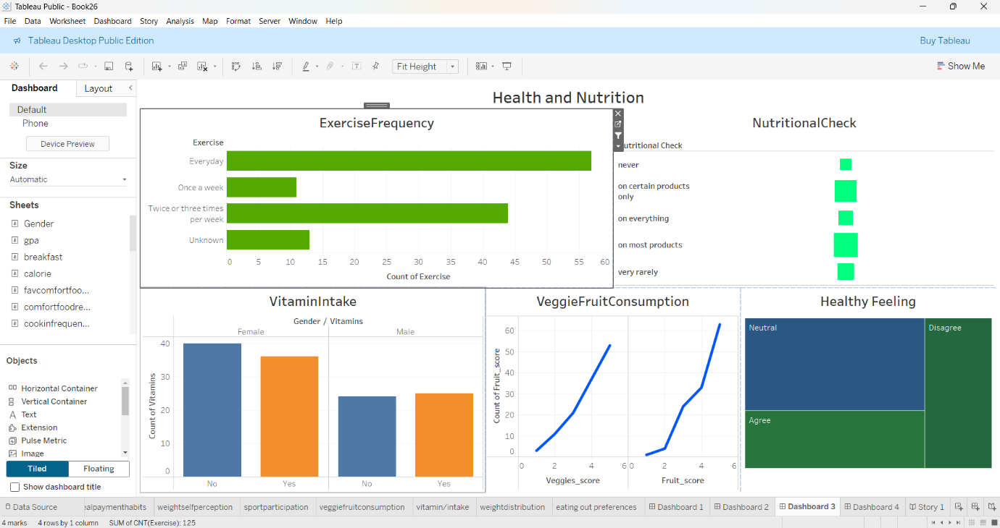 Tableau Public - Book26
File Data Worksheet Dashboard Story Analysis Map Format Server Window Help
Tableau Desktop Public Edition
Buy Tableau
Fit Height
Show Me
Dashboard
Layout
Default
Phone
Device Preview
Size
Automatic
Sheets
Gender
gpa
breakfast
calorie
favcomfortfoo...
comfortfoodre...
cookinfrequen...
Objects
Horizontal Container
Vertical Container
Text
Extension
Pulse Metric
Image
Tiled
Floating
Show dashboard title
Health and Nutrition
ExerciseFrequency
Exercise
Everyday
Once a week
Twice or three times
per week
Unknown
0 5 10 15 20 25 30 35 40 45 50 55 60
Count of Exercise
NutritionalCheck
utritional Check
never
on certain products
only
on everything
on most products
very rarely
VitaminIntake
Gender / Vitamins
Female
Male
Count of Vitamins
40
30
20
10
0
No Yes No Yes
VeggieFruitConsumption
Count of Fruit_score
60
50
40
30
20
10
0
0 2 4 6 0 2 4 6
Veggies_score
Fruit_score
Healthy Feeling
Neutral
Disagree
Agree
Data Source
ealpaymenthabits
weightselfperception
sportparticipation
veggiefruitconsumption
vitamin/intake
weightdistribution
eating out preferences
Dashboard 1
Dashboard 2
Dashboard 3
Dashboard 4
Story 1
4 marks 4 rows by 1 column SUM of CNT(Exercise): 125